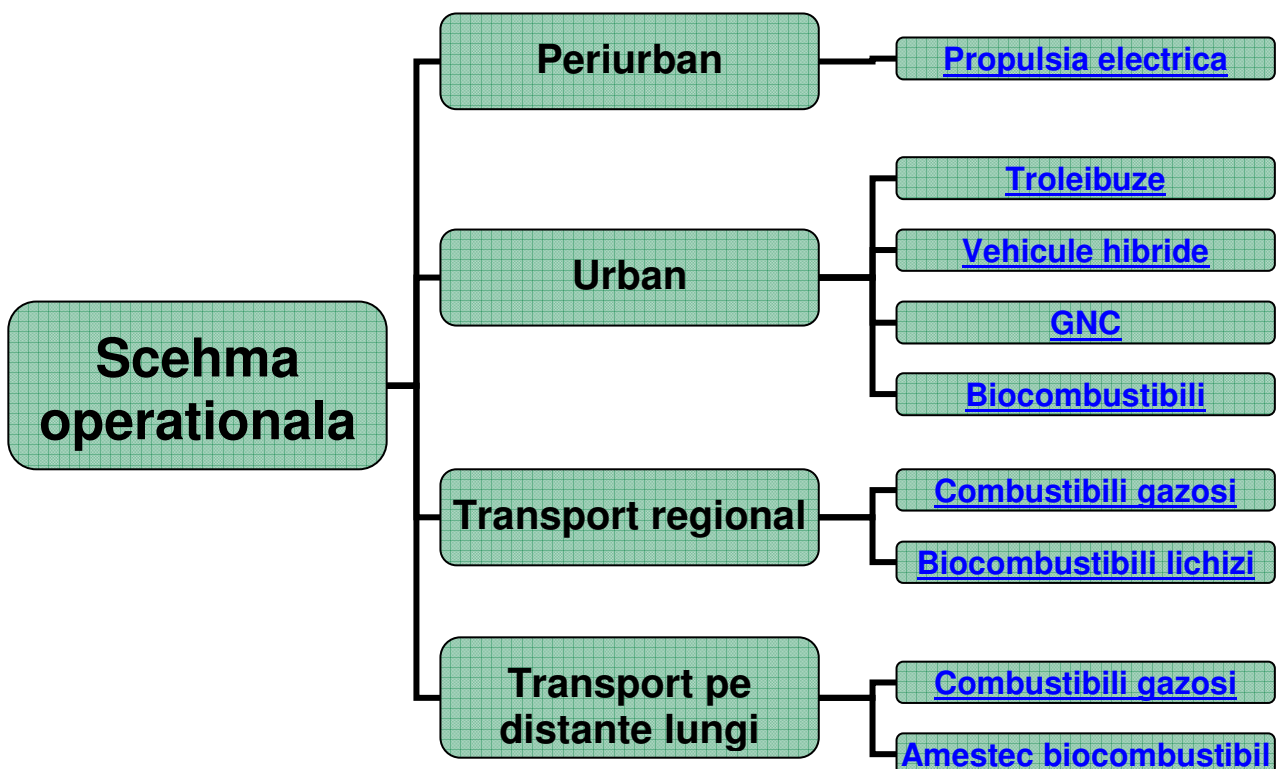 Scehma
operationala
Periurban
Propulsia electrica
Urban
Troleibuze
Vehicule hibride
GNC
Biocombustibili
Transport regional
Combustibili gazosi
Biocombustibili lichizi
Transport pe
distante lungi
Combustibili gazosi
Amestec biocombustibil